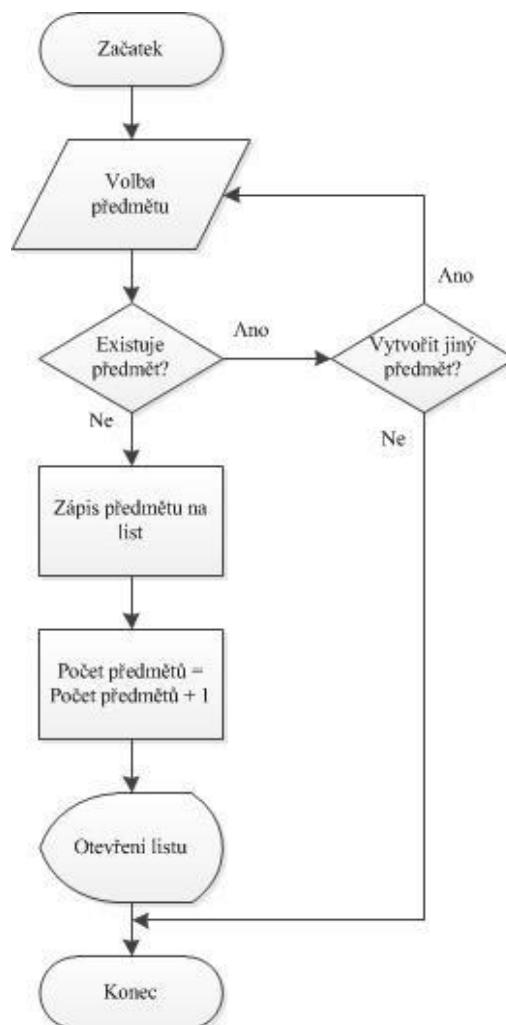 Začatek
Volba
předmětu
Ano
Existuje
předmět?
Ano
Vytvořit jiný
předmět?
Ne
Ne
Zápis předmětu na
list
Počet předmětů =
Počet předmětů + 1
Otevření listu
Konec